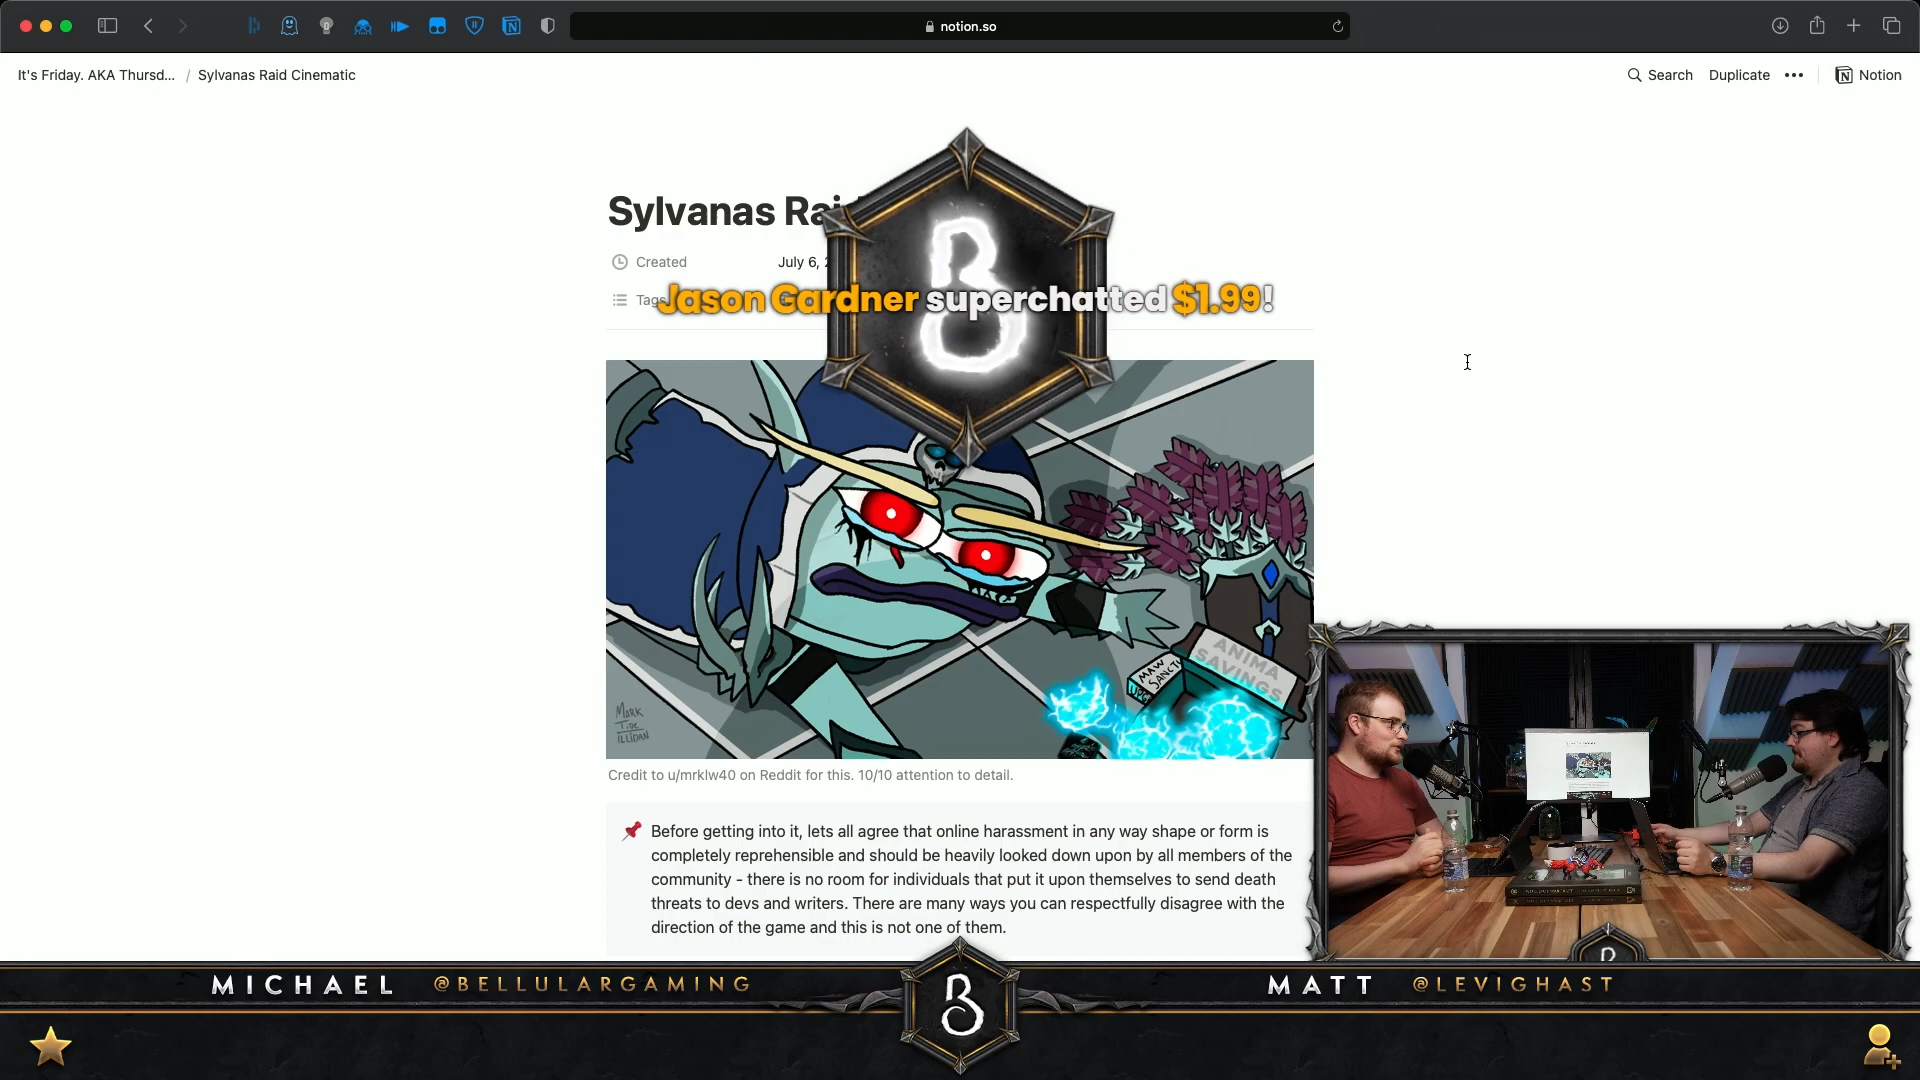 notion.so
It's Friday. AKA Thursd... / Sylvanas Raid Cinematic
Search Duplicate ••• Notion
Sylvanas Rai
Created July 6, 2
Tags
Jason Gardner superchatted $1.99!
B
ANIMA
SAVINGS
MAW
MARK
TIDE
ILLIDAN
Credit to u/mrklw40 on Reddit for this. 10/10 attention to detail.
Before getting into it, lets all agree that online harassment in any way shape or form is
completely reprehensible and should be heavily looked down upon by all members of the
community - there is no room for individuals that put it upon themselves to send death
threats to devs and writers. There are many ways you can respectfully disagree with the
direction of the game and this is not one of them.
MICHAEL @BELLULARGAMING
B
MATT @LEVIGHAST